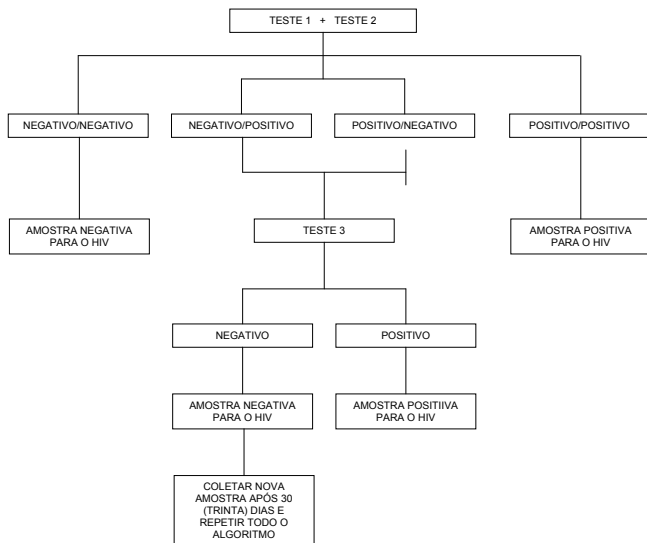 TESTE 1 + TESTE 2
NEGATIVO/NEGATIVO
NEGATIVO/POSITIVO
POSITIVO/NEGATIVO
POSITIVO/POSITIVO
AMOSTRA NEGATIVA
PARA O HIV
TESTE 3
AMOSTRA POSITIVA
PARA O HIV
NEGATIVO
POSITIVO
AMOSTRA NEGATIVA
PARA O HIV
AMOSTRA POSITIIVA
PARA O HIV
COLETAR NOVA
AMOSTRA APÓS 30
(TRINTA) DIAS E
REPETIR TODO O
ALGORITMO